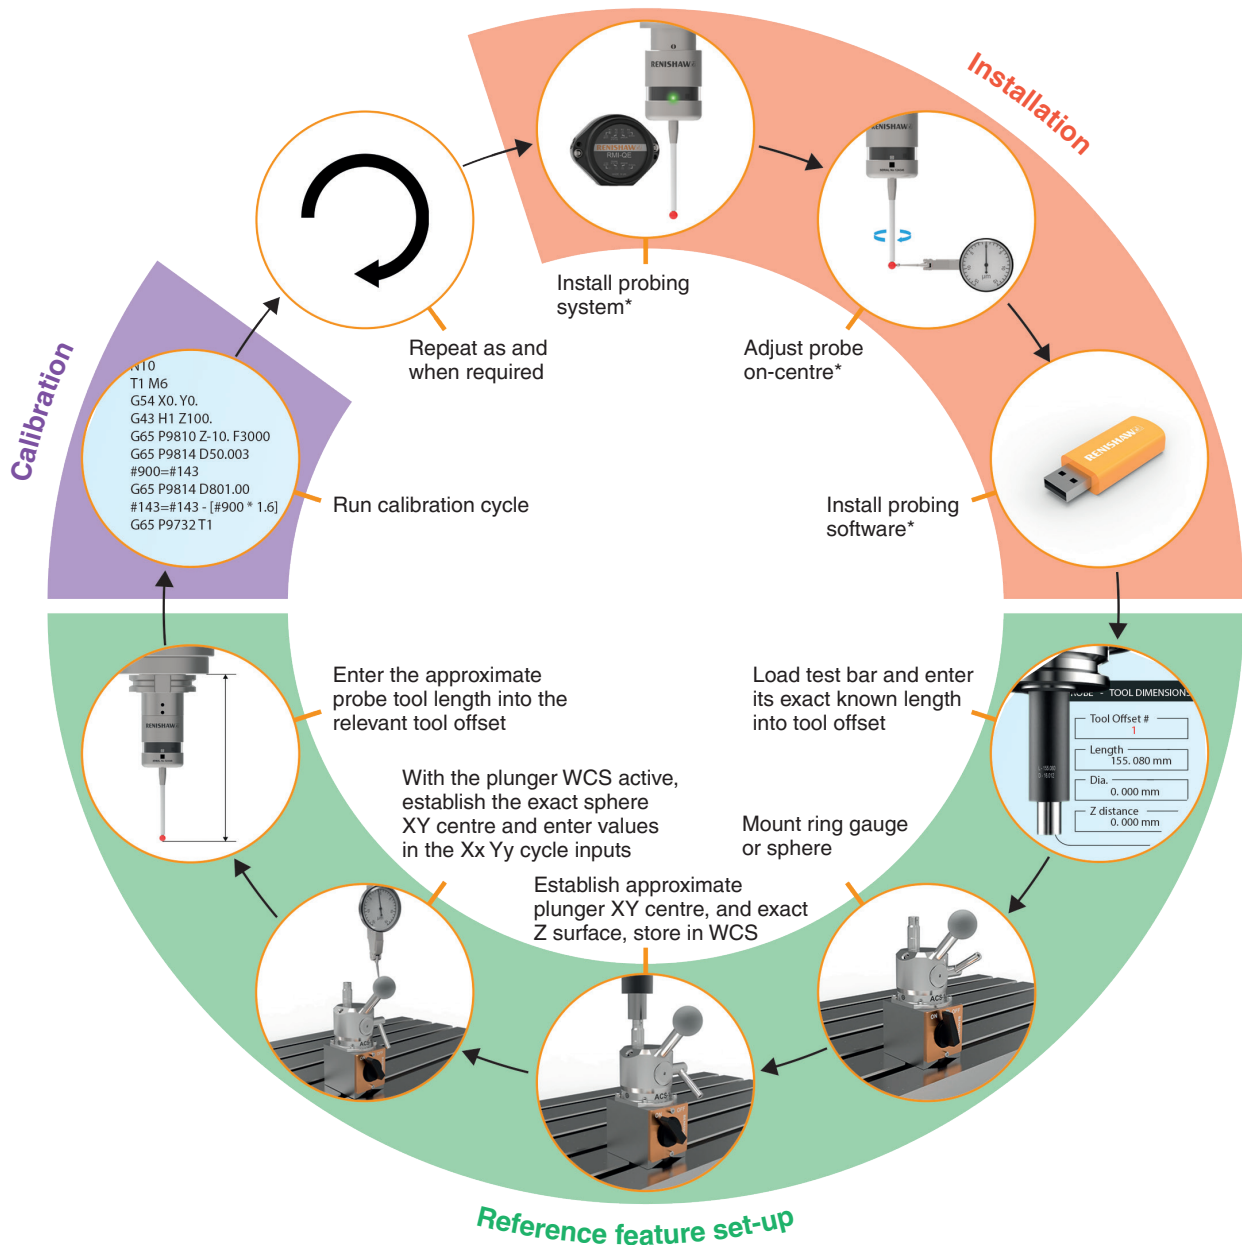 Installation
RENISHAW
RENISHAW
RMI-QE
Install probing
system*
RENISHAW
µm
Adjust probe
on-centre*
RENISHAW
Install probing
software*
Reference feature set-up
PROBE - TOOL DIMENSIONS
Tool Offset #
1
Length
155. 080 mm
Dia.
0. 000 mm
Z distance
0. 000 mm
Load test bar and enter
its exact known length
into tool offset
Mount ring gauge
or sphere
ACS
ON
Establish approximate
plunger XY centre, and exact
Z surface, store in WCS
ACS
ON
With the plunger WCS active,
establish the exact sphere
XY centre and enter values
in the Xx Yy cycle inputs
ACS
Enter the approximate
probe tool length into the
relevant tool offset
RENISHAW
Calibration
N10
T1 M6
G54 X0. Y0.
G43 H1 Z100.
G65 P9810 Z-10. F3000
G65 P9814 D50.003
#900=#143
G65 P9814 D801.00
#143=#143 - [#900 * 1.6]
G65 P9732 T1
Run calibration cycle
Repeat as and
when required